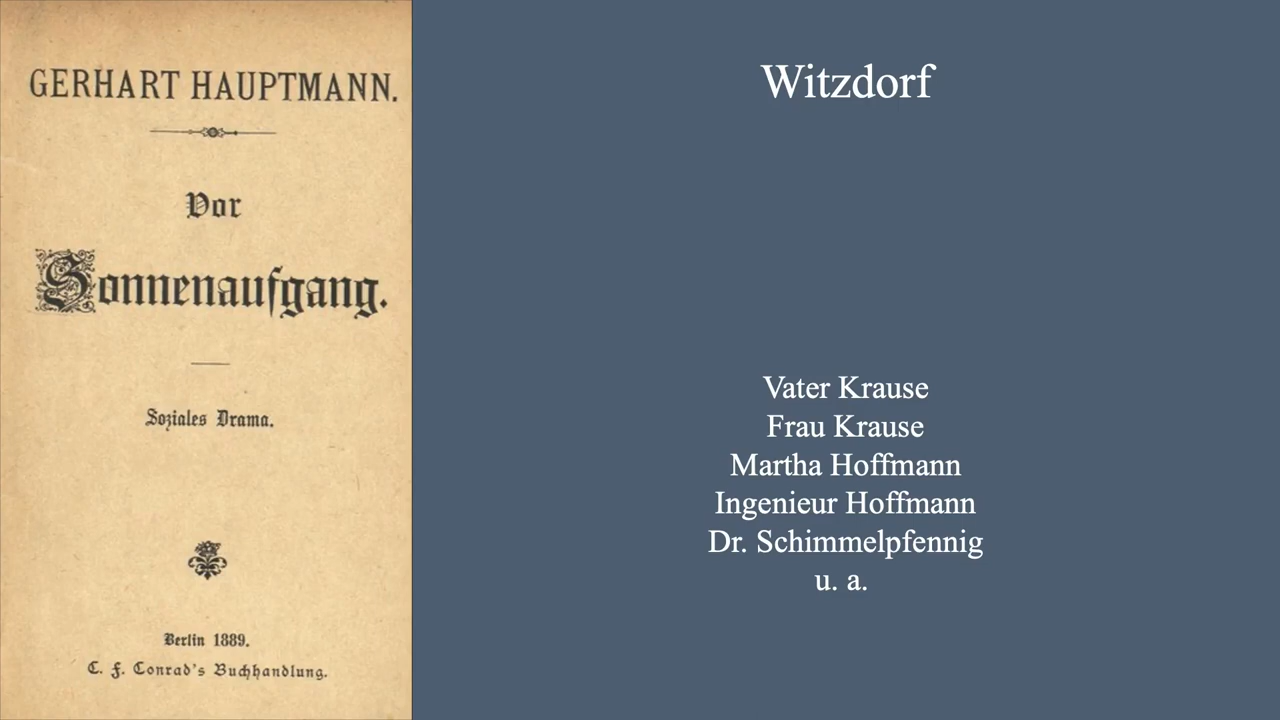 GERHART HAUPTMANN.
Vor
Sonnenaufgang.
Soziales Drama.
Berlin 1889.
C. F. Conrad's Buchhandlung.
Witzdorf
Vater Krause
Frau Krause
Martha Hoffmann
Ingenieur Hoffmann
Dr. Schimmelpfennig
u. a.